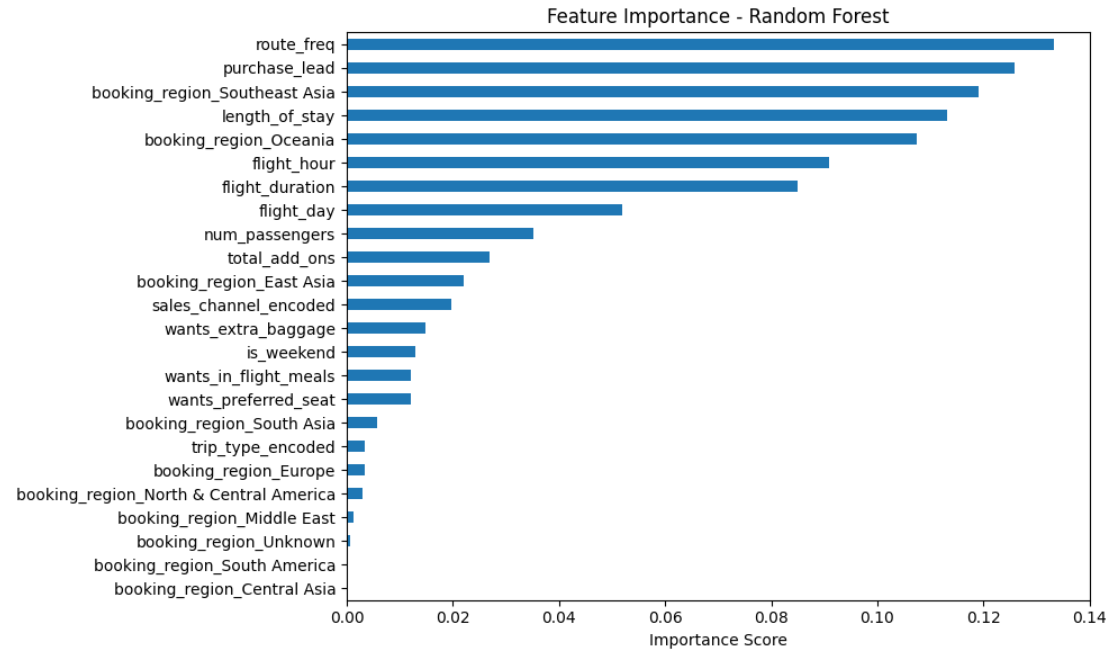 Feature Importance - Random Forest
route_freq
purchase_lead
booking_region_Southeast Asia
length_of_stay
booking_region_Oceania
flight_hour
flight_duration
flight_day
num_passengers
total_add_ons
booking_region_East Asia
sales_channel_encoded
wants_extra_baggage
is_weekend
wants_in_flight_meals
wants_preferred_seat
booking_region_South Asia
trip_type_encoded
booking_region_Europe
booking_region_North & Central America
booking_region_Middle East
booking_region_Unknown
booking_region_South America
booking_region_Central Asia
0.00 0.02 0.04 0.06 0.08 0.10 0.12 0.14
Importance Score